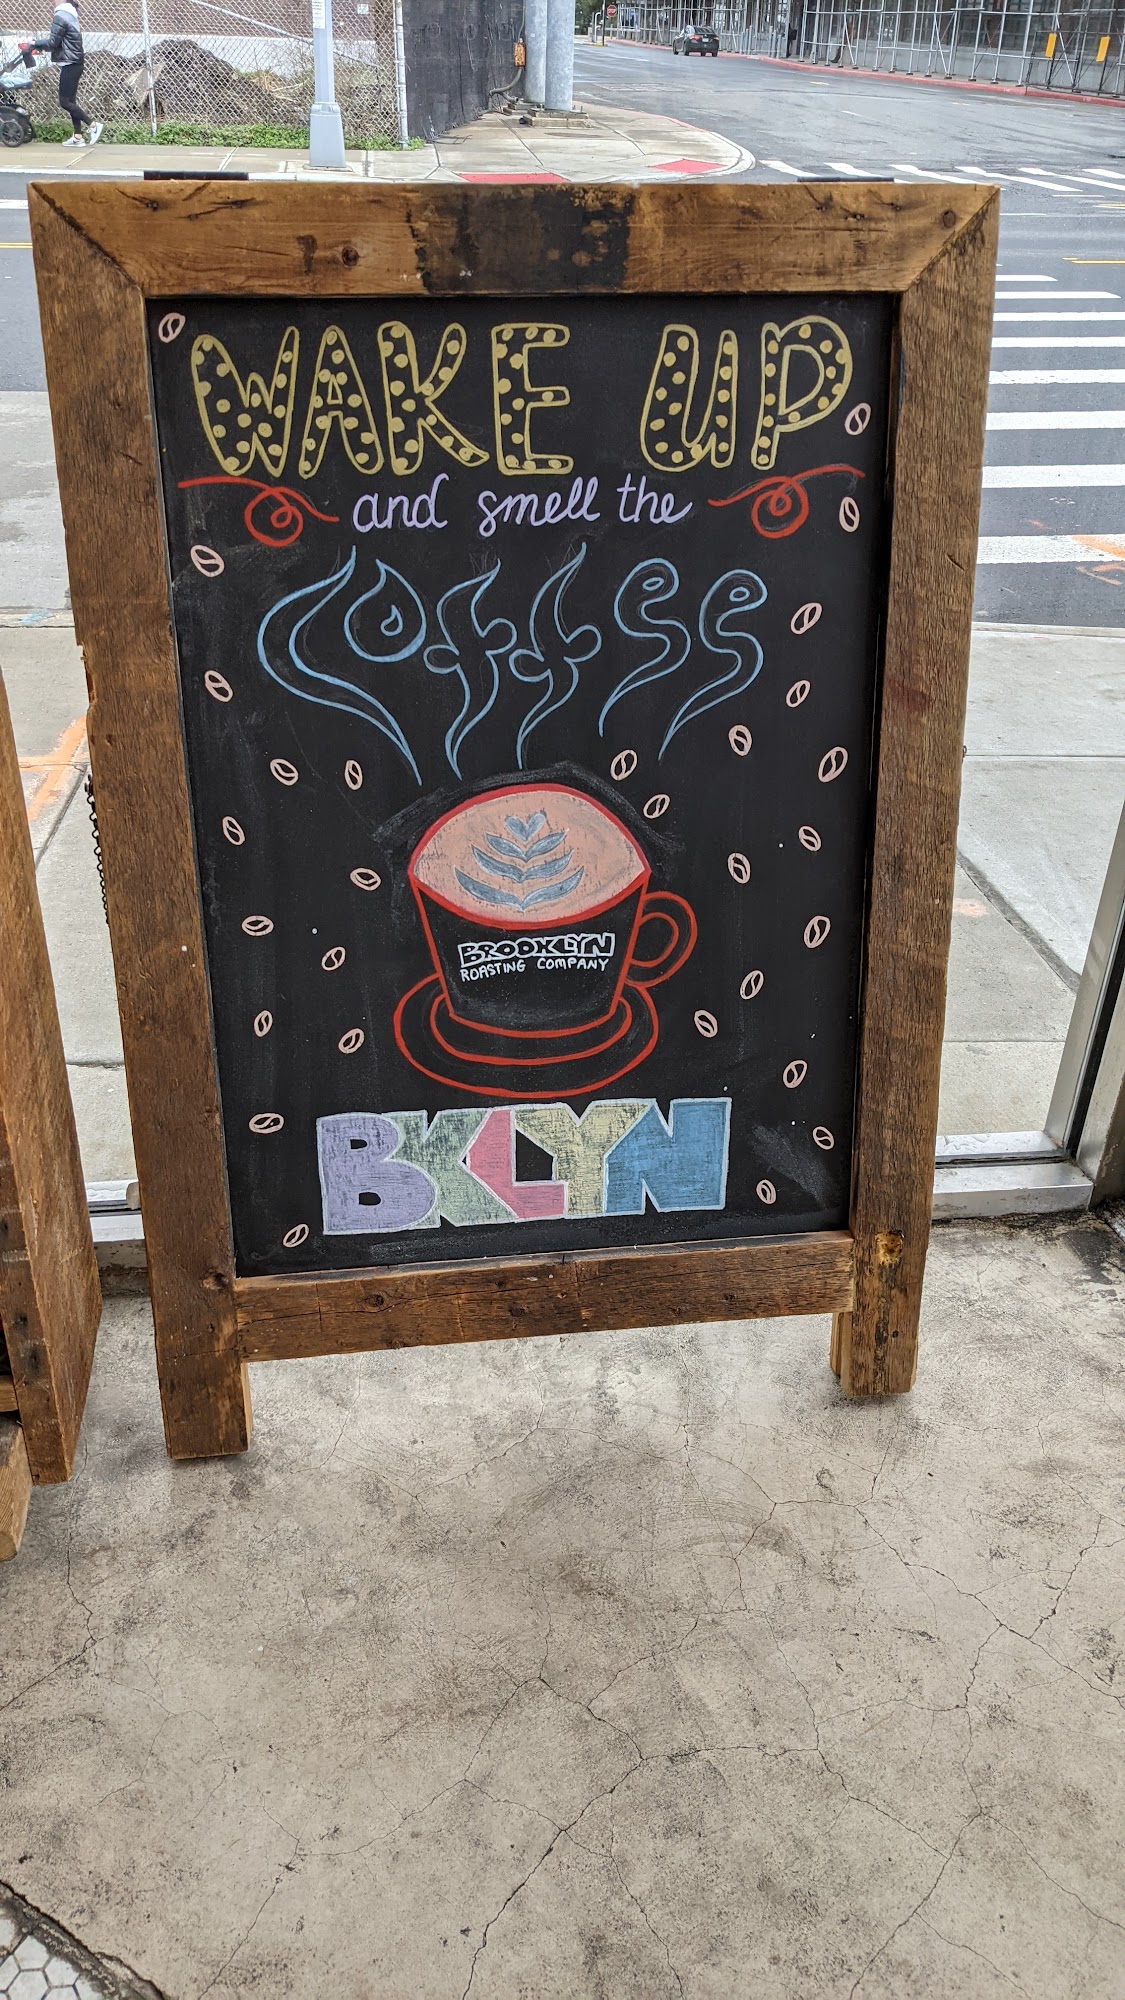 WAKE UP
and smell the
COFFEE
BROOKLYN
ROASTING COMPANY
BKLYN